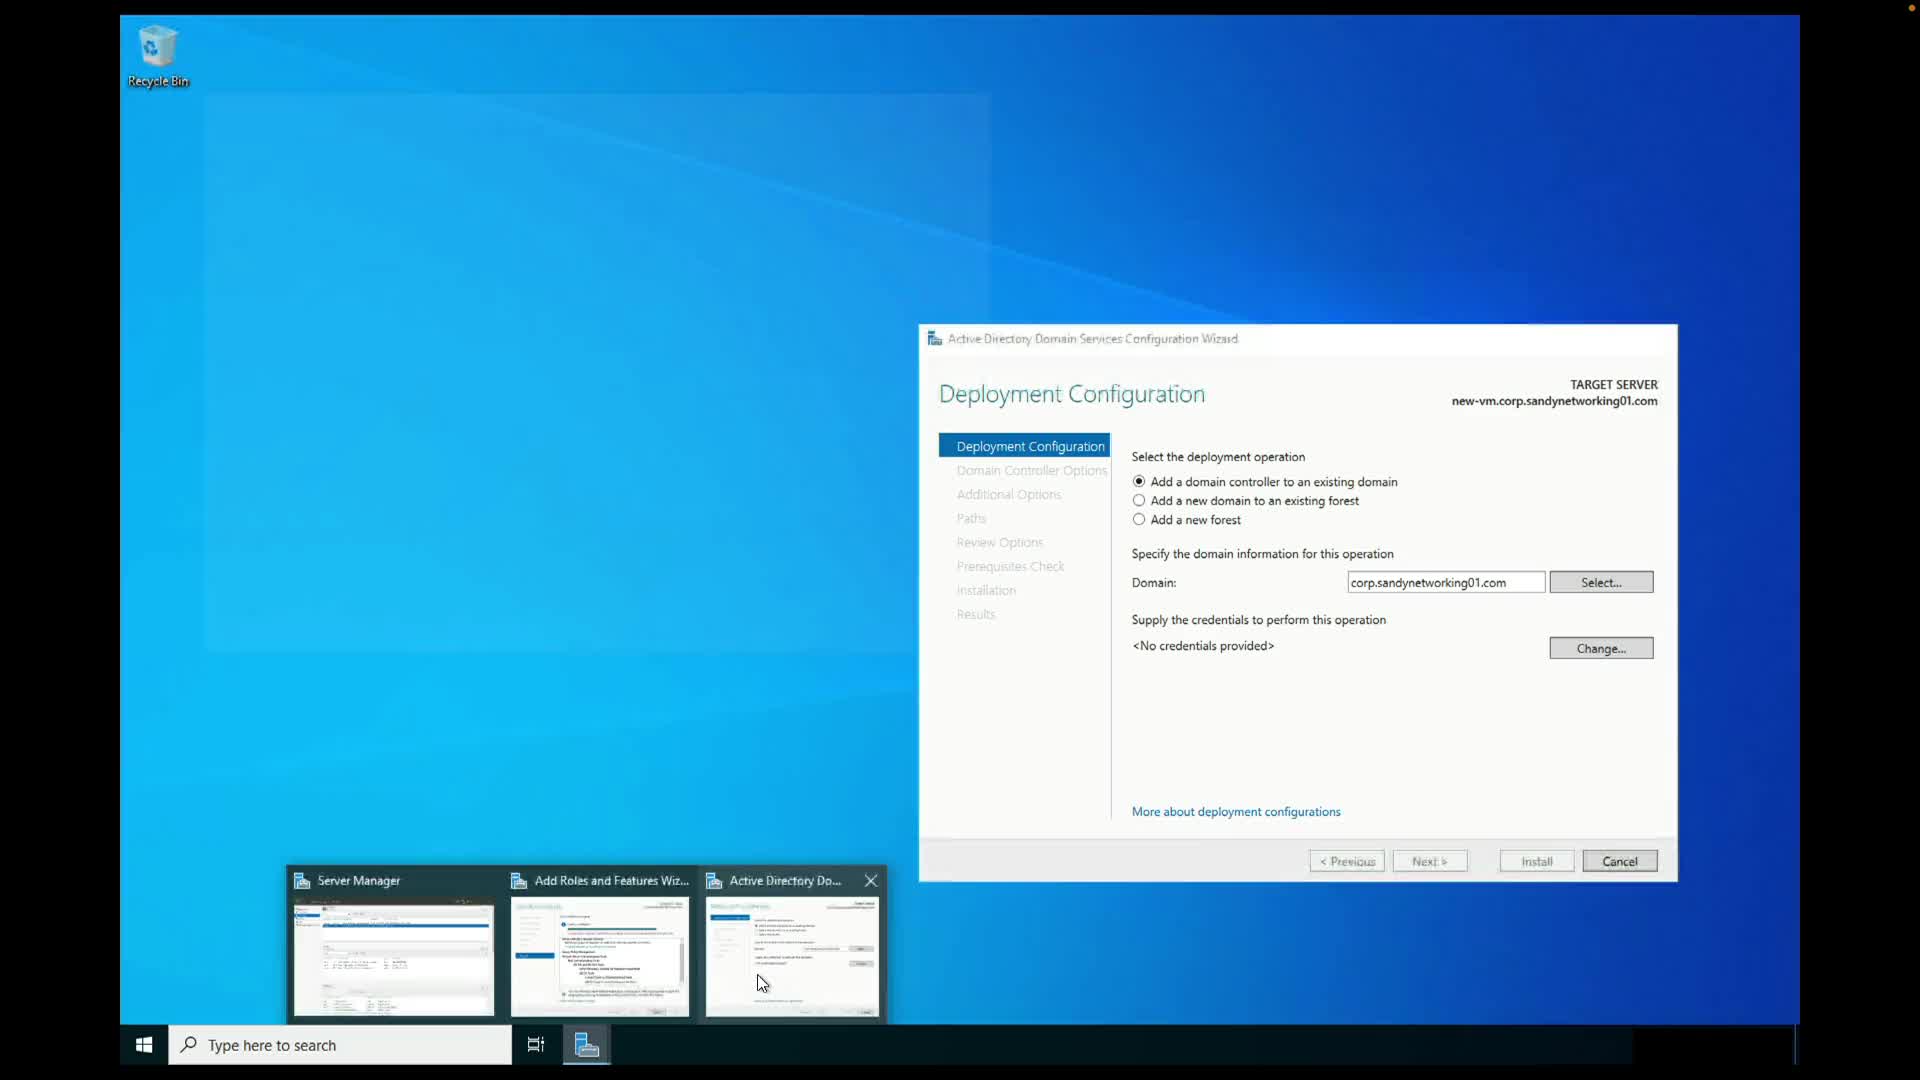 Recycle Bin
Active Directory Domain Services Configuration Wizard
Deployment Configuration
TARGET SERVER
new-vm.corp.sandynetworking01.com
Deployment Configuration
Domain Controller Options
Additional Options
Paths
Review Options
Prerequisites Check
Installation
Results
Select the deployment operation
Add a domain controller to an existing domain
Add a new domain to an existing forest
Add a new forest
Specify the domain information for this operation
Domain:
corp.sandynetworking01.com
Select...
Supply the credentials to perform this operation
<No credentials provided>
Change...
More about deployment configurations
< Previous
Next >
Install
Cancel
Server Manager
Add Roles and Features Wiz...
Active Directory Do...
Type here to search